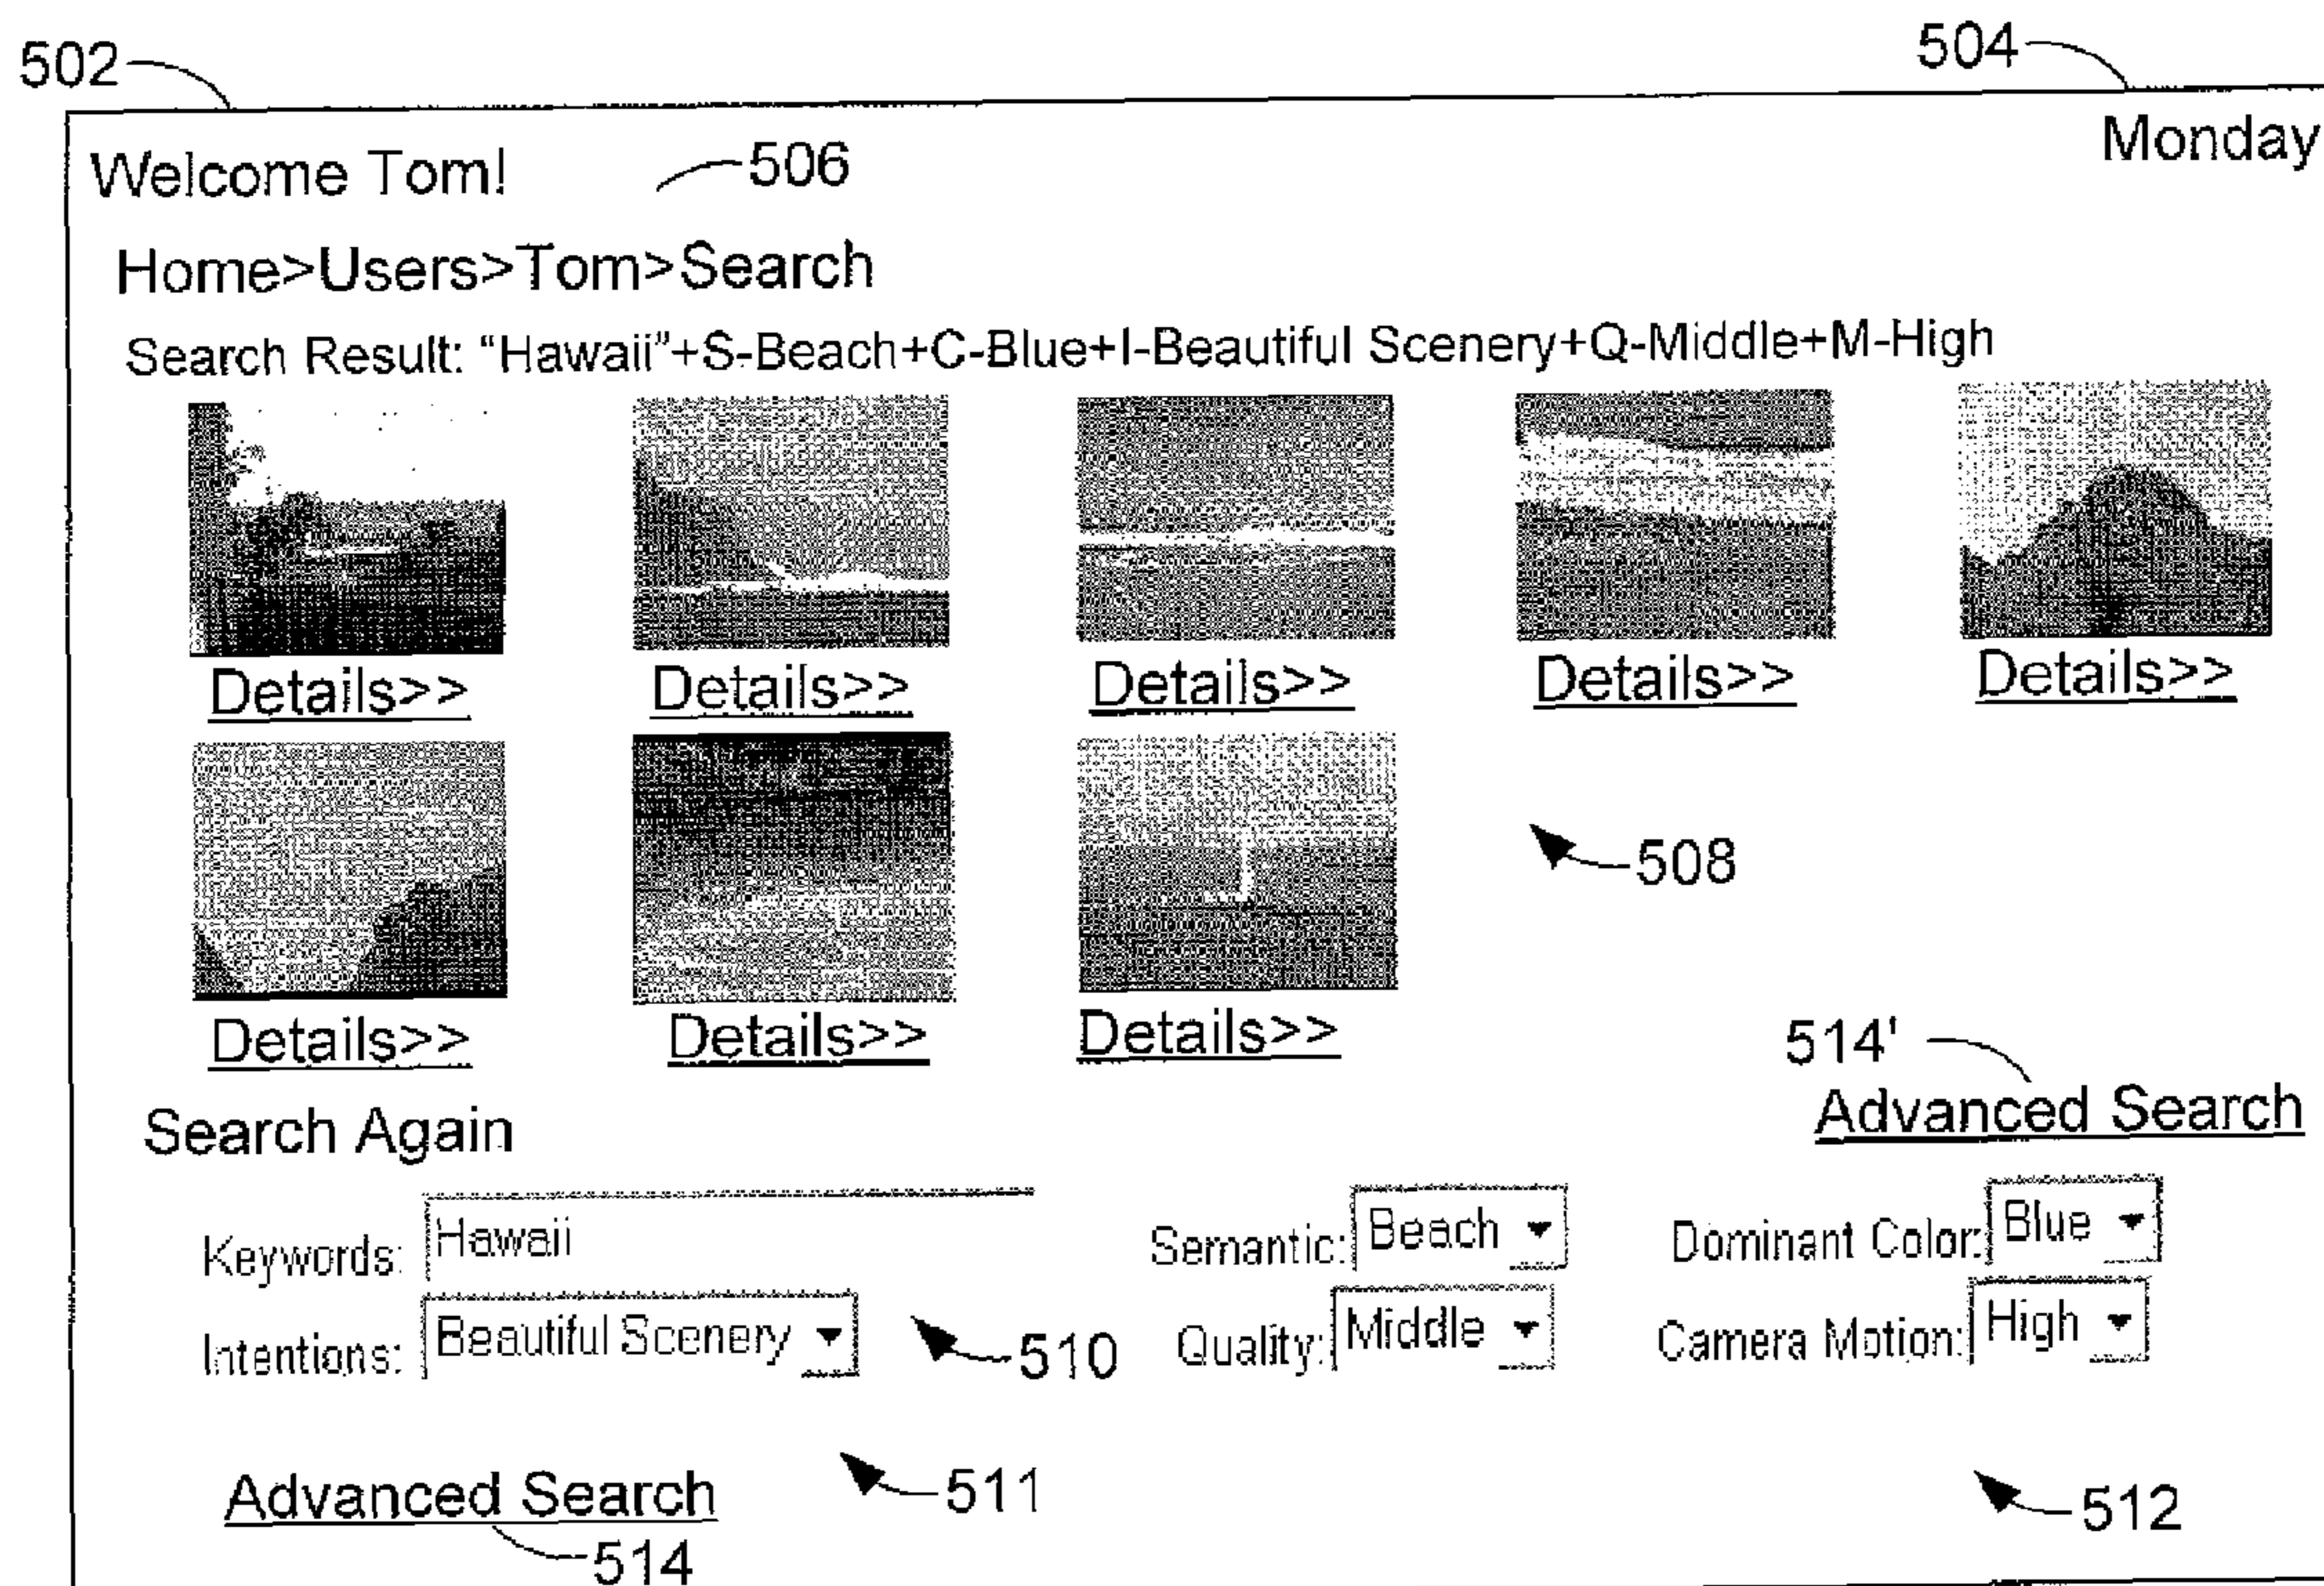 502
504
Welcome Tom!
506
Monday
Home>Users>Tom>Search
Search Result: “Hawaii”+S-Beach+C-Blue+I-Beautiful Scenery+Q-Middle+M-High
Details>> Details>> Details>> Details>> Details>>
508
Details>> Details>> Details>>
514'
Search Again
Advanced Search
Keywords: Hawaii Semantic: Beach Dominant Color: Blue
Intentions: Beautiful Scenery 510 Quality: Middle Camera Motion: High
511
512
Advanced Search
514